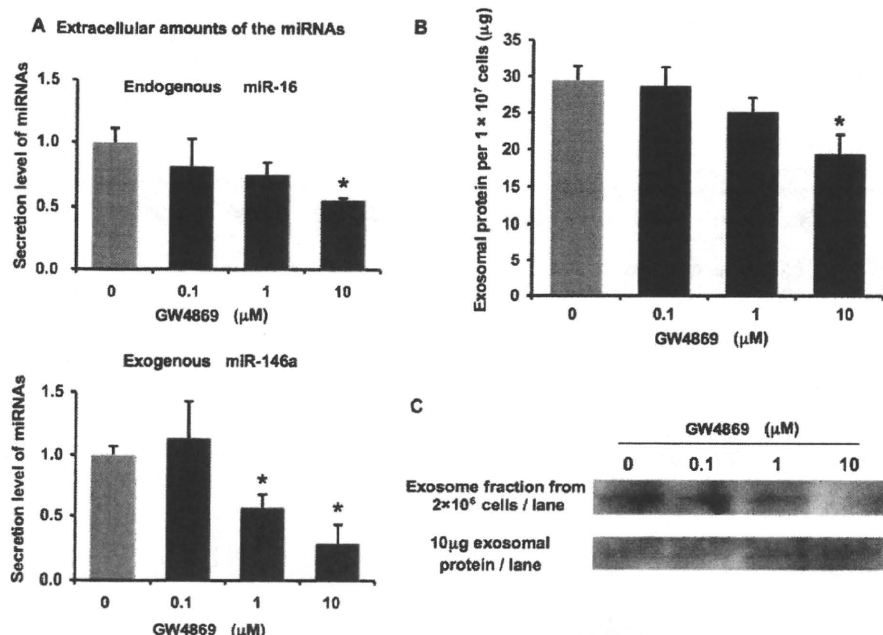 A Extracellular amounts of the miRNAs
Secretion level of miRNAs
1.5
1.0
0.5
0.0
Endogenous miR-16
*
0 0.1 1 10
GW4869 (μM)
Exogenous miR-146a
Secretion level of miRNAs
1.5
1.0
0.5
0.0
*
*
0 0.1 1 10
GW4869 (μM)
B
Exosomal protein per 1 × 10⁷ cells (μg)
35
30
25
20
15
10
5
0
*
0 0.1 1 10
GW4869 (μM)
C
GW4869 (μM)
0 0.1 1 10
Exosome fraction from
2×10⁶ cells / lane
10μg exosomal
protein / lane